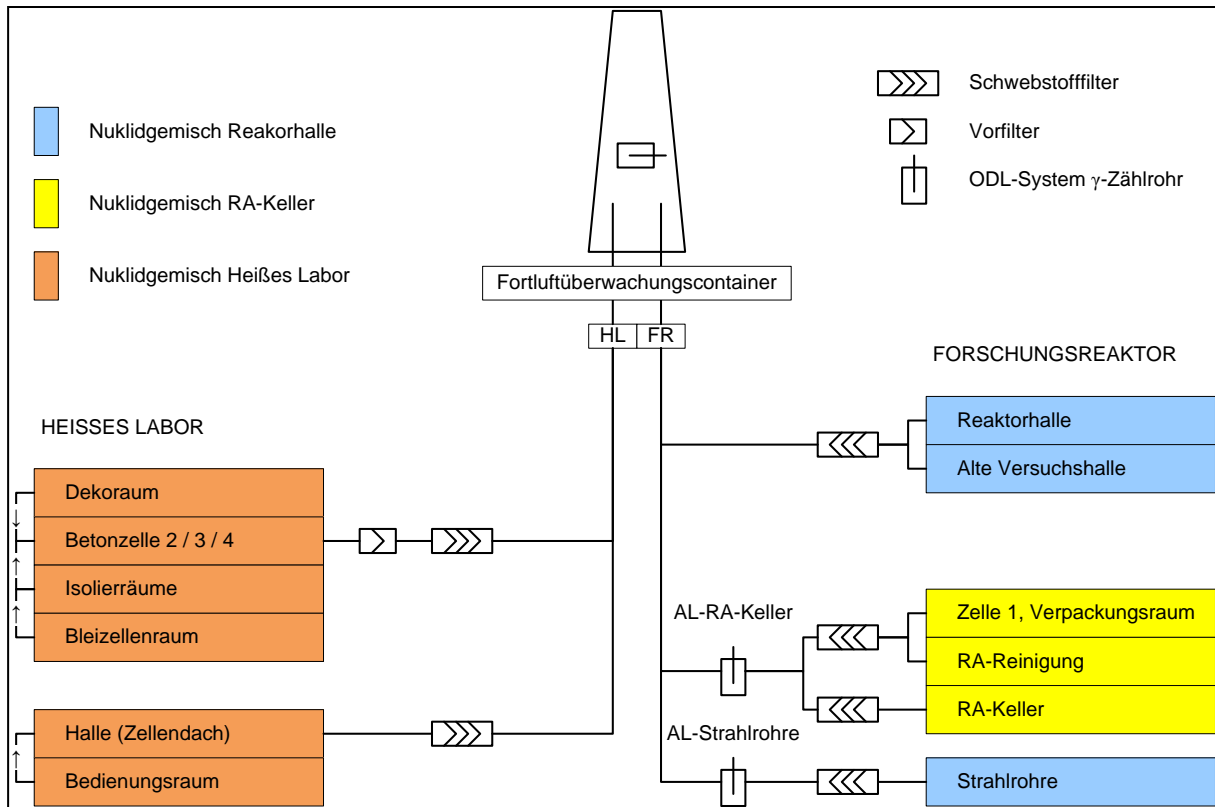 Nuklidgemisch Reakorhalle
Nuklidgemisch RA-Keller
Nuklidgemisch Heißes Labor
Schwebstofffilter
Vorfilter
ODL-System γ-Zählrohr
Fortluftüberwachungscontainer
HL FR
HEISSES LABOR
Dekoraum
Betonzelle 2 / 3 / 4
Isolierräume
Bleizellenraum
Halle (Zellendach)
Bedienungsraum
FORSCHUNGSREAKTOR
Reaktorhalle
Alte Versuchshalle
AL-RA-Keller
Zelle 1, Verpackungsraum
RA-Reinigung
RA-Keller
AL-Strahlrohre
Strahlrohre